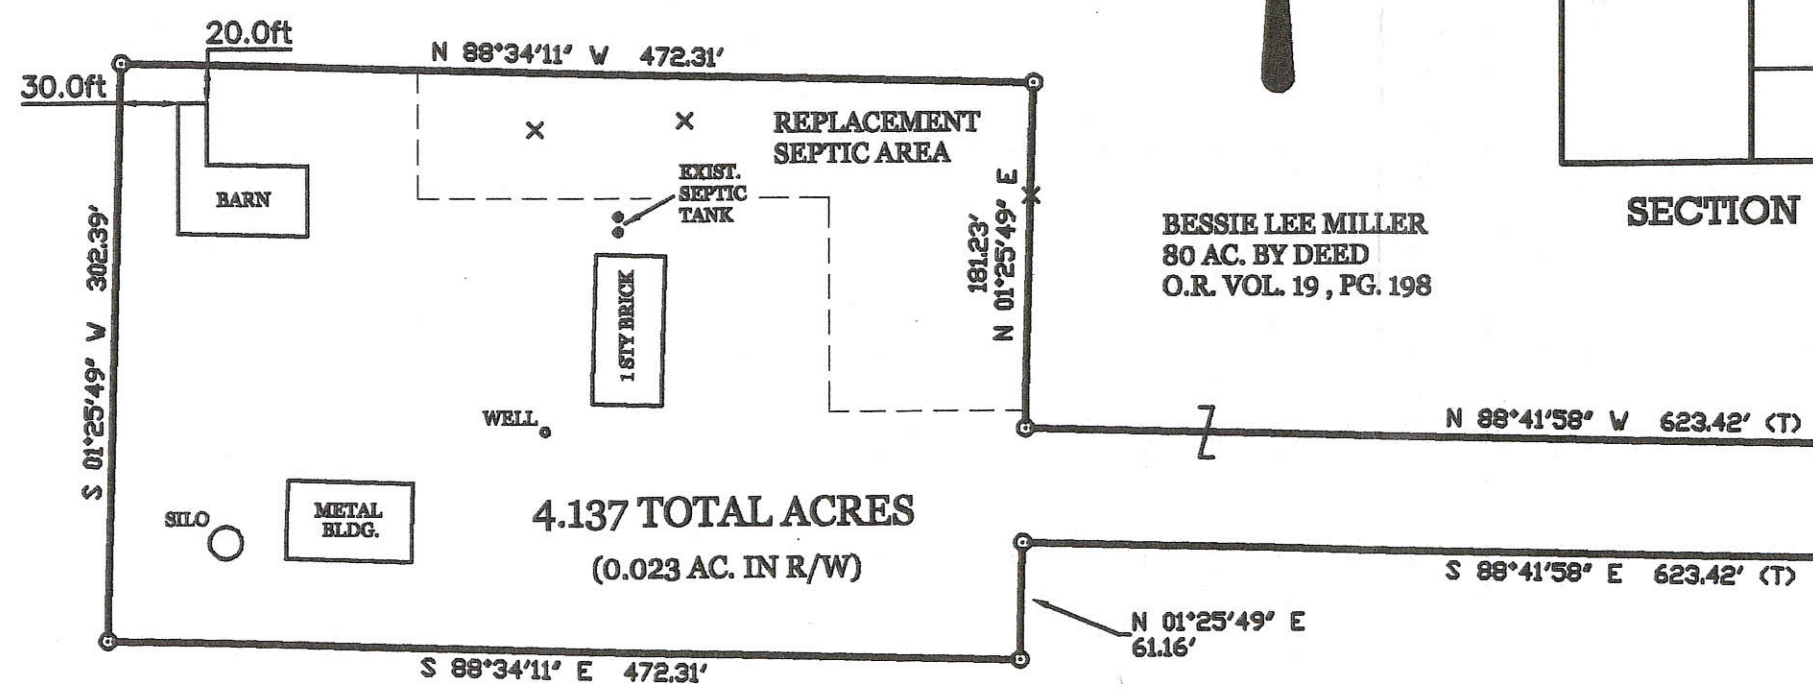 20.0ft
N 88°34'11" W 472.31'
30.0ft
REPLACEMENT
SEPTIC AREA
EXIST.
SEPTIC
TANK
BARN
S 01°25'49" W 302.39'
1 STY BRICK
181.23'
N 01°25'49" E
BESSIE LEE MILLER
80 AC. BY DEED
O.R. VOL. 19 , PG. 198
SECTION
WELL
N 88°41'58" W 623.42' (T)
SILO
METAL
BLDG.
4.137 TOTAL ACRES
(0.023 AC. IN R/W)
S 88°41'58" E 623.42' (T)
N 01°25'49" E
61.16'
S 88°34'11" E 472.31'